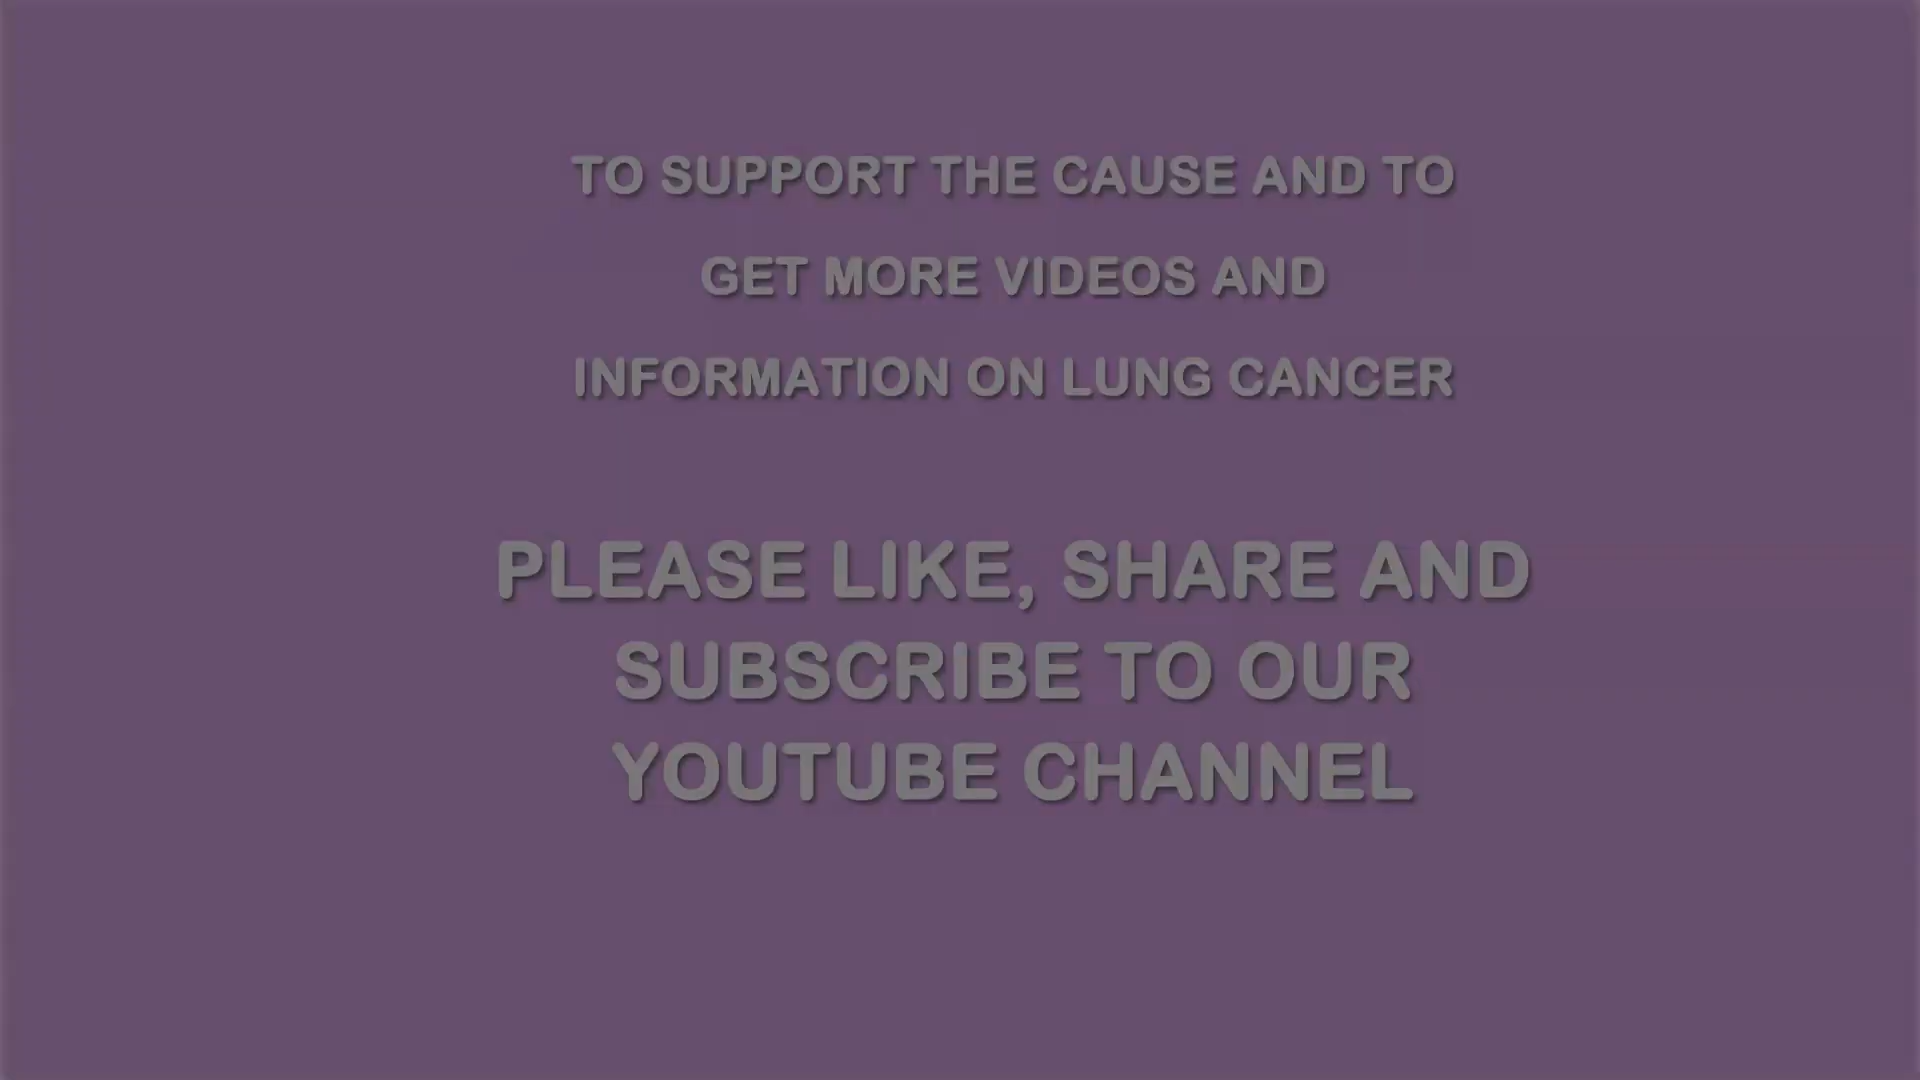 TO SUPPORT THE CAUSE AND TO
GET MORE VIDEOS AND
INFORMATION ON LUNG CANCER
PLEASE LIKE, SHARE AND
SUBSCRIBE TO OUR
YOUTUBE CHANNEL